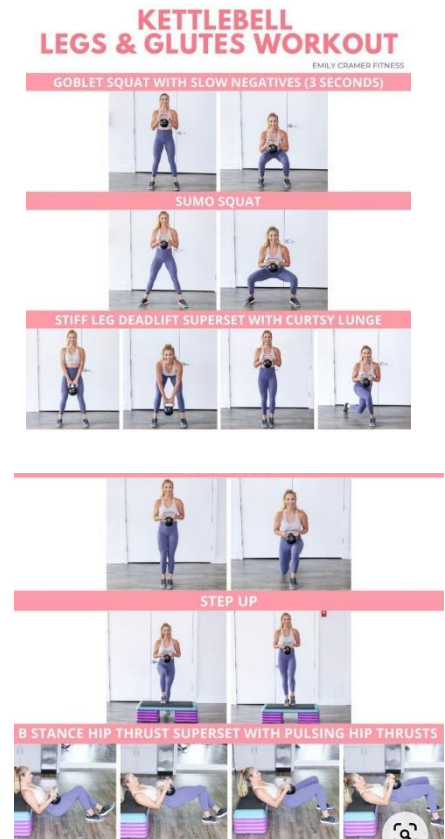 KETTLEBELL
LEGS & GLUTES WORKOUT
EMILY CRAMER FITNESS
GOBLET SQUAT WITH SLOW NEGATIVES (3 SECONDS)
SUMO SQUAT
STIFF LEG DEADLIFT SUPERSET WITH CURTSY LUNGE
STEP UP
B STANCE HIP THRUST SUPERSET WITH PULSING HIP THRUSTS